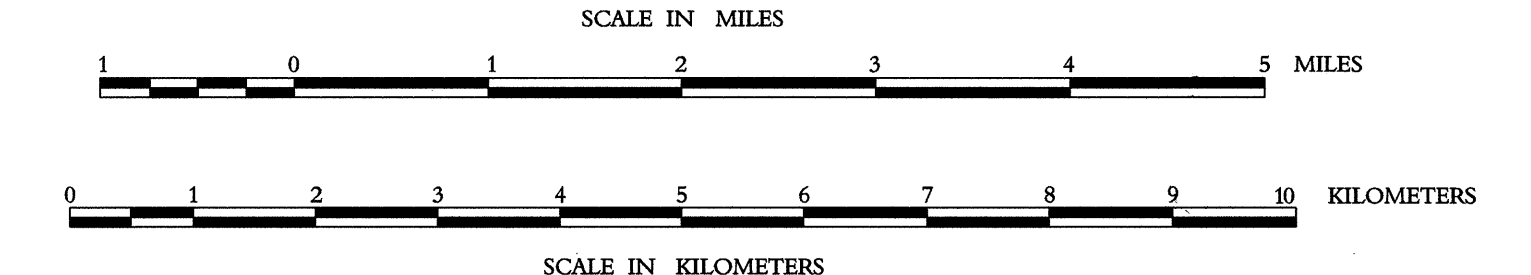 SCALE IN MILES
1 0 1 2 3 4 5 MILES
0 1 2 3 4 5 6 7 8 9 10 KILOMETERS
SCALE IN KILOMETERS